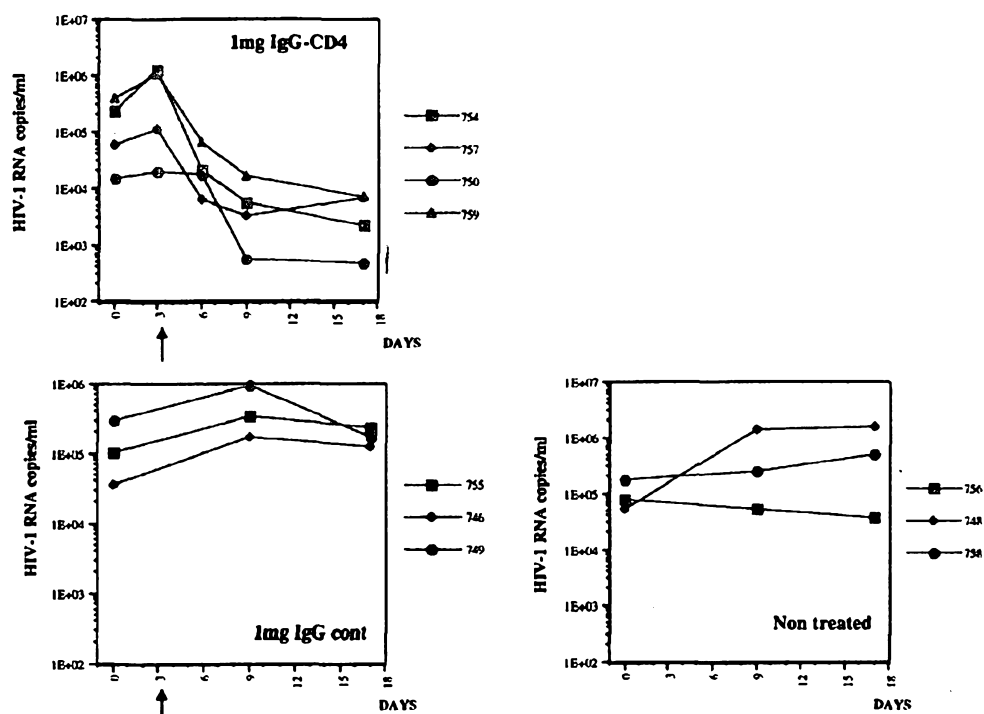 1E+07
1E+06
1E+05
1E+04
1E+03
1E+02
HIV-1 RNA copies/ml
1mg IgG-CD4
0 3 6 9 12 15 18
DAYS
754
757
750
759
1E+06
1E+05
1E+04
1E+03
1E+02
HIV-1 RNA copies/ml
1mg IgG cont
0 3 6 9 12 15 18
DAYS
755
746
749
1E+07
1E+06
1E+05
1E+04
1E+03
1E+02
HIV-1 RNA copies/ml
Non treated
0 3 6 9 12 15 18
DAYS
756
748
758